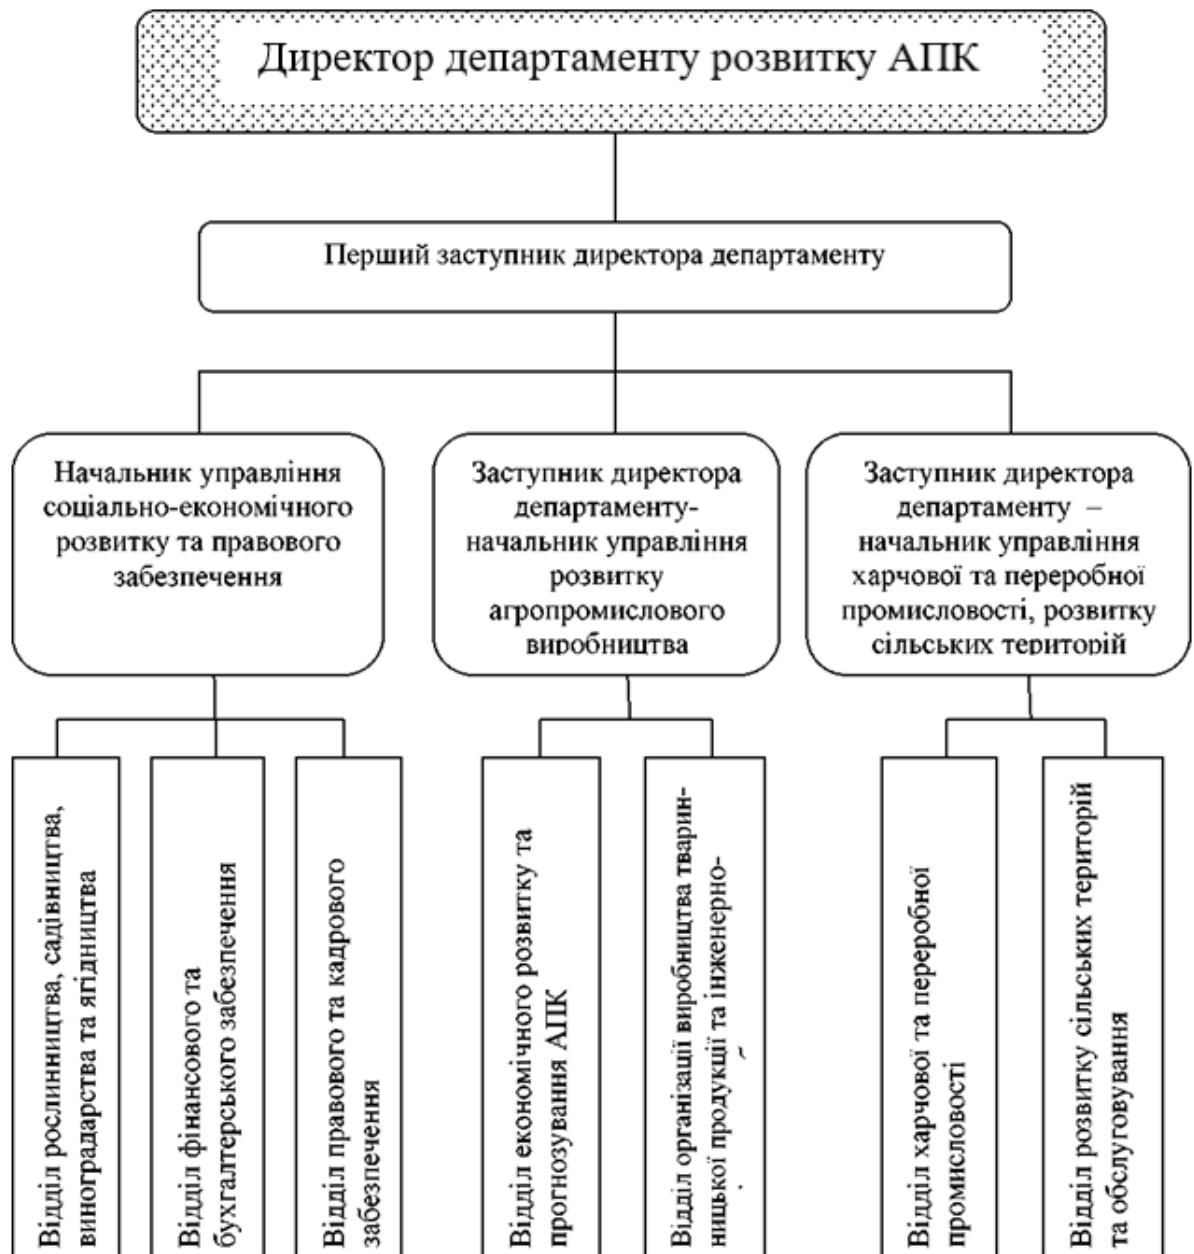 Директор департаменту розвитку АПК
Перший заступник директора департаменту
Начальник управління
соціально-економічного
розвитку та правового
забезпечення
Заступник директора
департаменту-
начальник управління
розвитку
агропромислового
виробництва
Заступник директора
департаменту –
начальник управління
харчової та переробної
промисловості, розвитку
сільських територій
Відділ рослинництва, садівництва,
виноградарства та ягідництва
Відділ фінансового та
бухгалтерського забезпечення
Відділ правового та кадрового
забезпечення
Відділ економічного розвитку та
прогнозування АПК
Відділ організації виробництва тварин-
ницької продукції та інженерно-
Відділ харчової та переробної
промисловості
Відділ розвитку сільських територій
та обслуговування